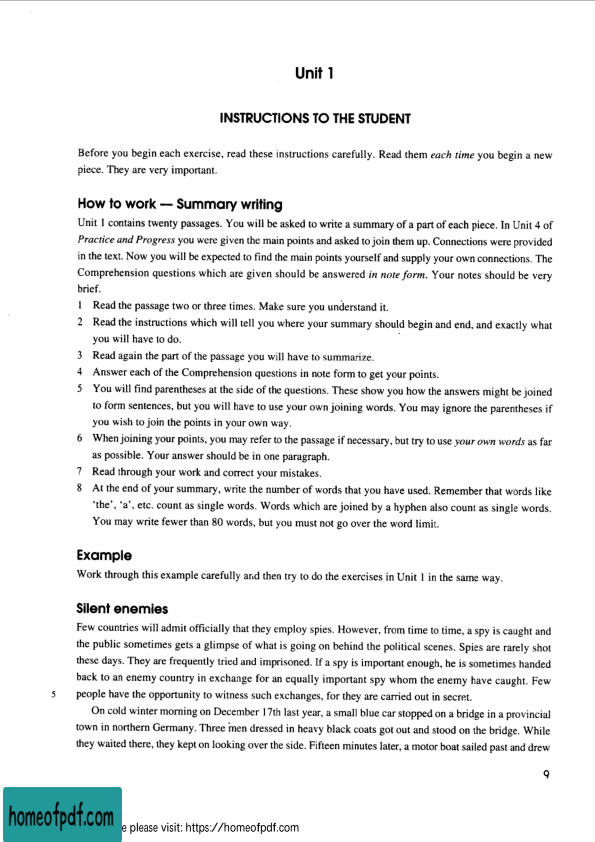 Unit 1
INSTRUCTIONS TO THE STUDENT
Before you begin each exercise, read these instructions carefully. Read them each time you begin a new
piece. They are very important.
How to work — Summary writing
Unit 1 contains twenty passages. You will be asked to write a summary of a part of each piece. In Unit 4 of
Practice and Progress you were given the main points and asked to join them up. Connections were provided
in the text. Now you will be expected to find the main points yourself and supply your own connections. The
Comprehension questions which are given should be answered in note form. Your notes should be very
brief.
1 Read the passage two or three times. Make sure you understand it.
2 Read the instructions which will tell you where your summary should begin and end, and exactly what
you will have to do.
3 Read again the part of the passage you will have to summarize.
4 Answer each of the Comprehension questions in note form to get your points.
5 You will find parentheses at the side of the questions. These show you how the answers might be joined
to form sentences, but you will have to use your own joining words. You may ignore the parentheses if
you wish to join the points in your own way.
6 When joining your points, you may refer to the passage if necessary, but try to use your own words as far
as possible. Your answer should be in one paragraph.
7 Read through your work and correct your mistakes.
8 At the end of your summary, write the number of words that you have used. Remember that words like
'the', 'a', etc. count as single words. Words which are joined by a hyphen also count as single words.
You may write fewer than 80 words, but you must not go over the word limit.
Example
Work through this example carefully and then try to do the exercises in Unit 1 in the same way.
Silent enemies
Few countries will admit officially that they employ spies. However, from time to time, a spy is caught and
the public sometimes gets a glimpse of what is going on behind the political scenes. Spies are rarely shot
these days. They are frequently tried and imprisoned. If a spy is important enough, he is sometimes handed
back to an enemy country in exchange for an equally important spy whom the enemy have caught. Few
5 people have the opportunity to witness such exchanges, for they are carried out in secret.
On cold winter morning on December 17th last year, a small blue car stopped on a bridge in a provincial
town in northern Germany. Three men dressed in heavy black coats got out and stood on the bridge. While
they waited there, they kept on looking over the side. Fifteen minutes later, a motor boat sailed past and drew
9
homeofpdf.com
e please visit: https://homeofpdf.com